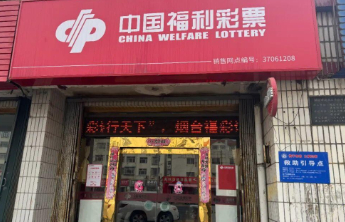 中国福利彩票
CHINA WELFARE LOTTERY
销售网点编号：37061208
彩行天下”，烟台福彩
救助引导点